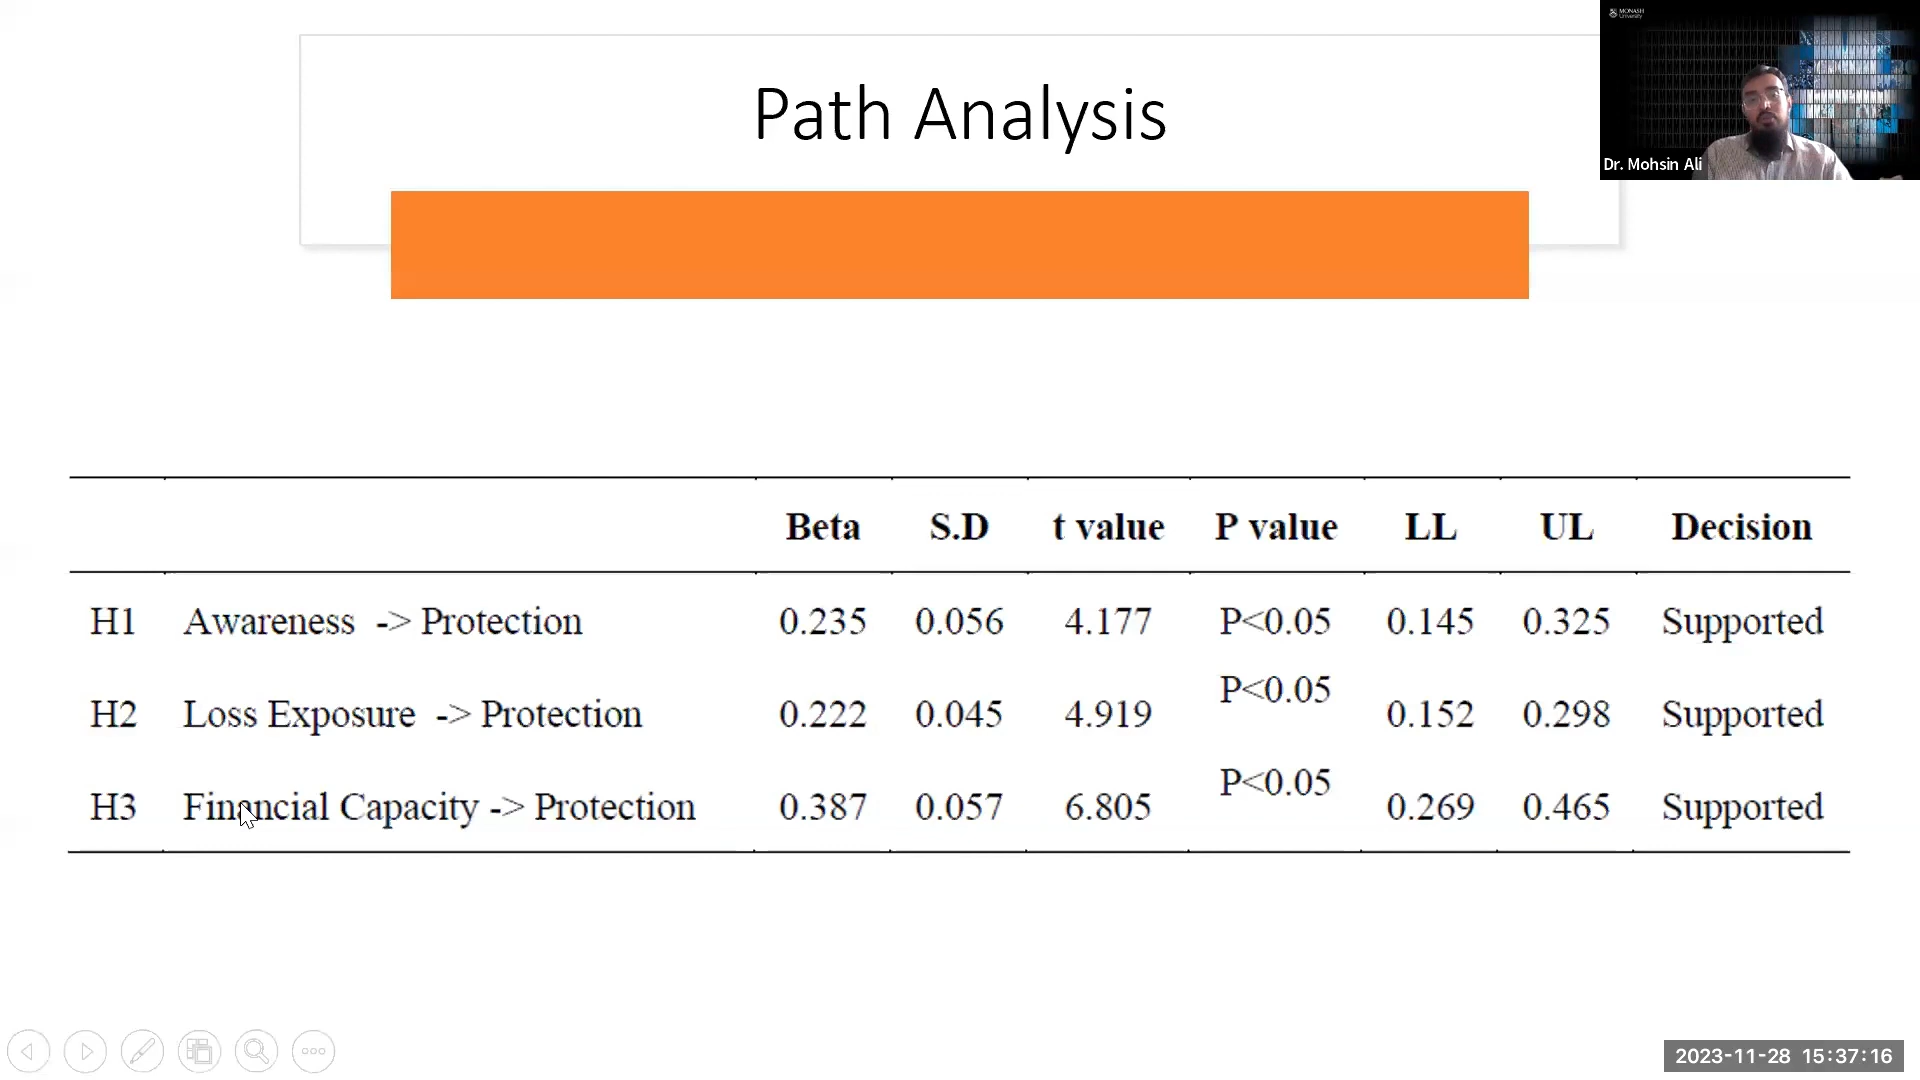 MONASH
University
Path Analysis
Dr. Mohsin Ali
Beta S.D t value P value LL UL Decision
H1 Awareness -> Protection 0.235 0.056 4.177 P<0.05 0.145 0.325 Supported
H2 Loss Exposure -> Protection 0.222 0.045 4.919 P<0.05 0.152 0.298 Supported
H3 Financial Capacity -> Protection 0.387 0.057 6.805 P<0.05 0.269 0.465 Supported
2023-11-28 15:37:16